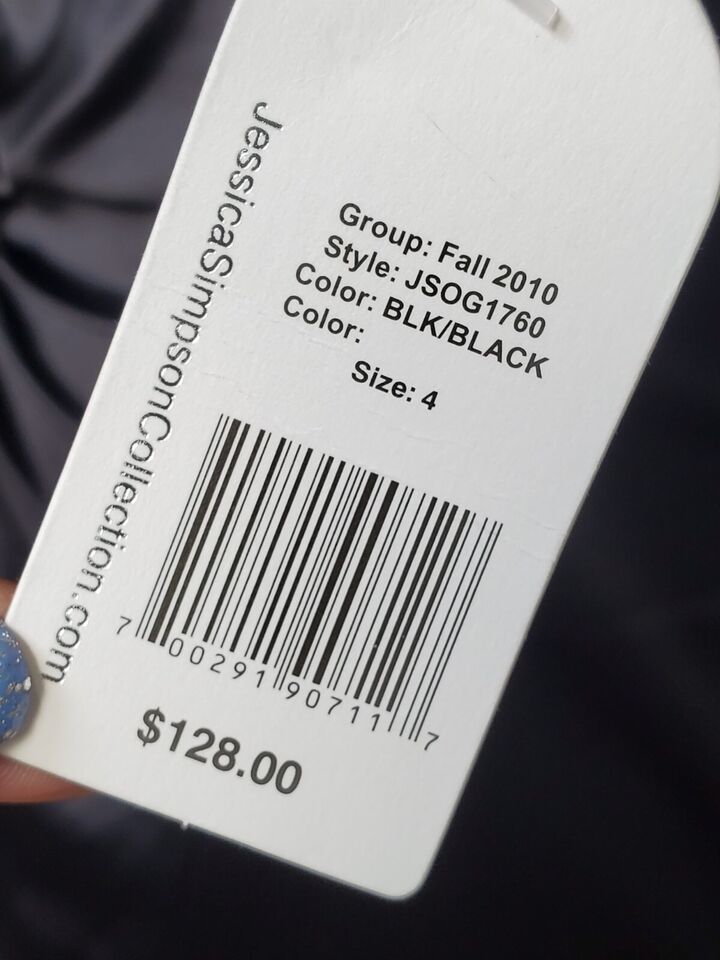 JessicaSimpsonCollection.com
Group: Fall 2010
Style: JSOG1760
Color: BLK/BLACK
Color:
Size: 4
7 00291 90711 7
$128.00